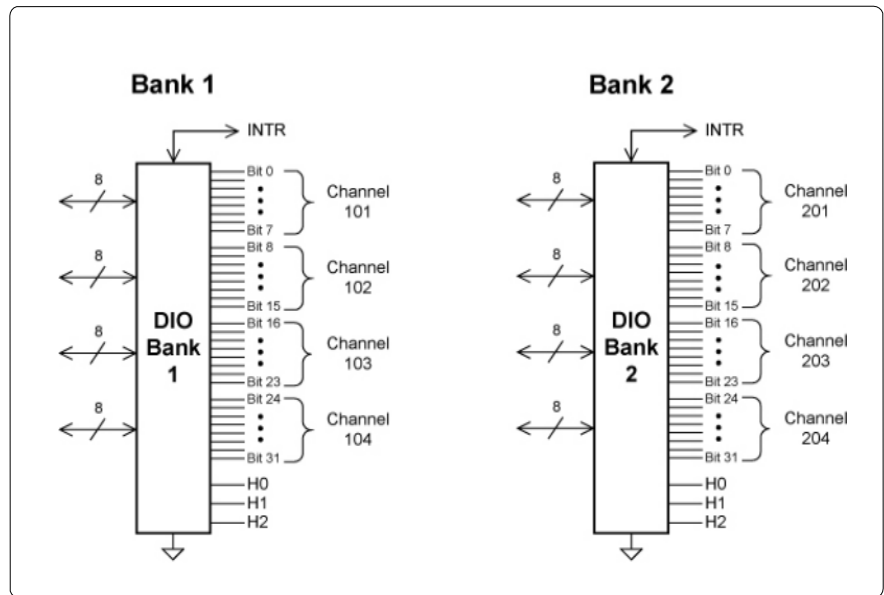 Bank 1
INTR
8
Bit 0
Bit 7
Channel
101
8
Bit 8
Bit 15
Channel
102
8
Bit 16
Bit 23
Channel
103
8
Bit 24
Bit 31
Channel
104
DIO
Bank
1
H0
H1
H2
Bank 2
INTR
8
Bit 0
Bit 7
Channel
201
8
Bit 8
Bit 15
Channel
202
8
Bit 16
Bit 23
Channel
203
8
Bit 24
Bit 31
Channel
204
DIO
Bank
2
H0
H1
H2